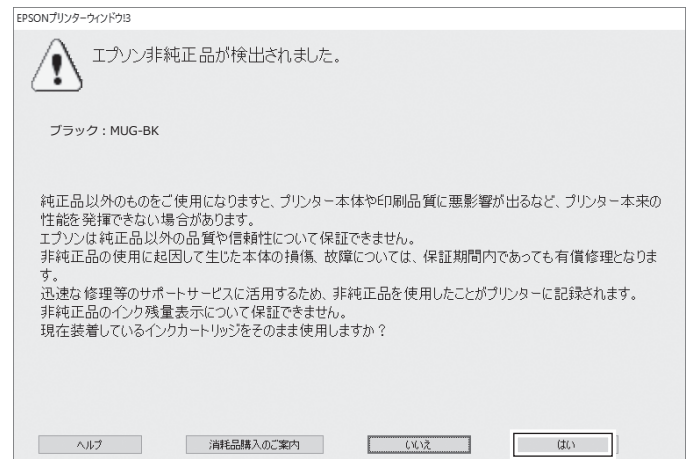 EPSONプリンターウィンドウ!3
エプソン非純正品が検出されました。
ブラック：MUG-BK
純正品以外のものをご使用になりますと、プリンター本体や印刷品質に悪影響が出るなど、プリンター本来の
性能を発揮できない場合があります。
エプソンは純正品以外の品質や信頼性について保証できません。
非純正品の使用に起因して生じた本体の損傷、故障については、保証期間内であっても有償修理となりま
す。
迅速な修理等のサポートサービスに活用するため、非純正品を使用したことがプリンターに記録されます。
非純正品のインク残量表示について保証できません。
現在装着しているインクカートリッジをそのまま使用しますか？
ヘルプ 消耗品購入のご案内 いいえ はい